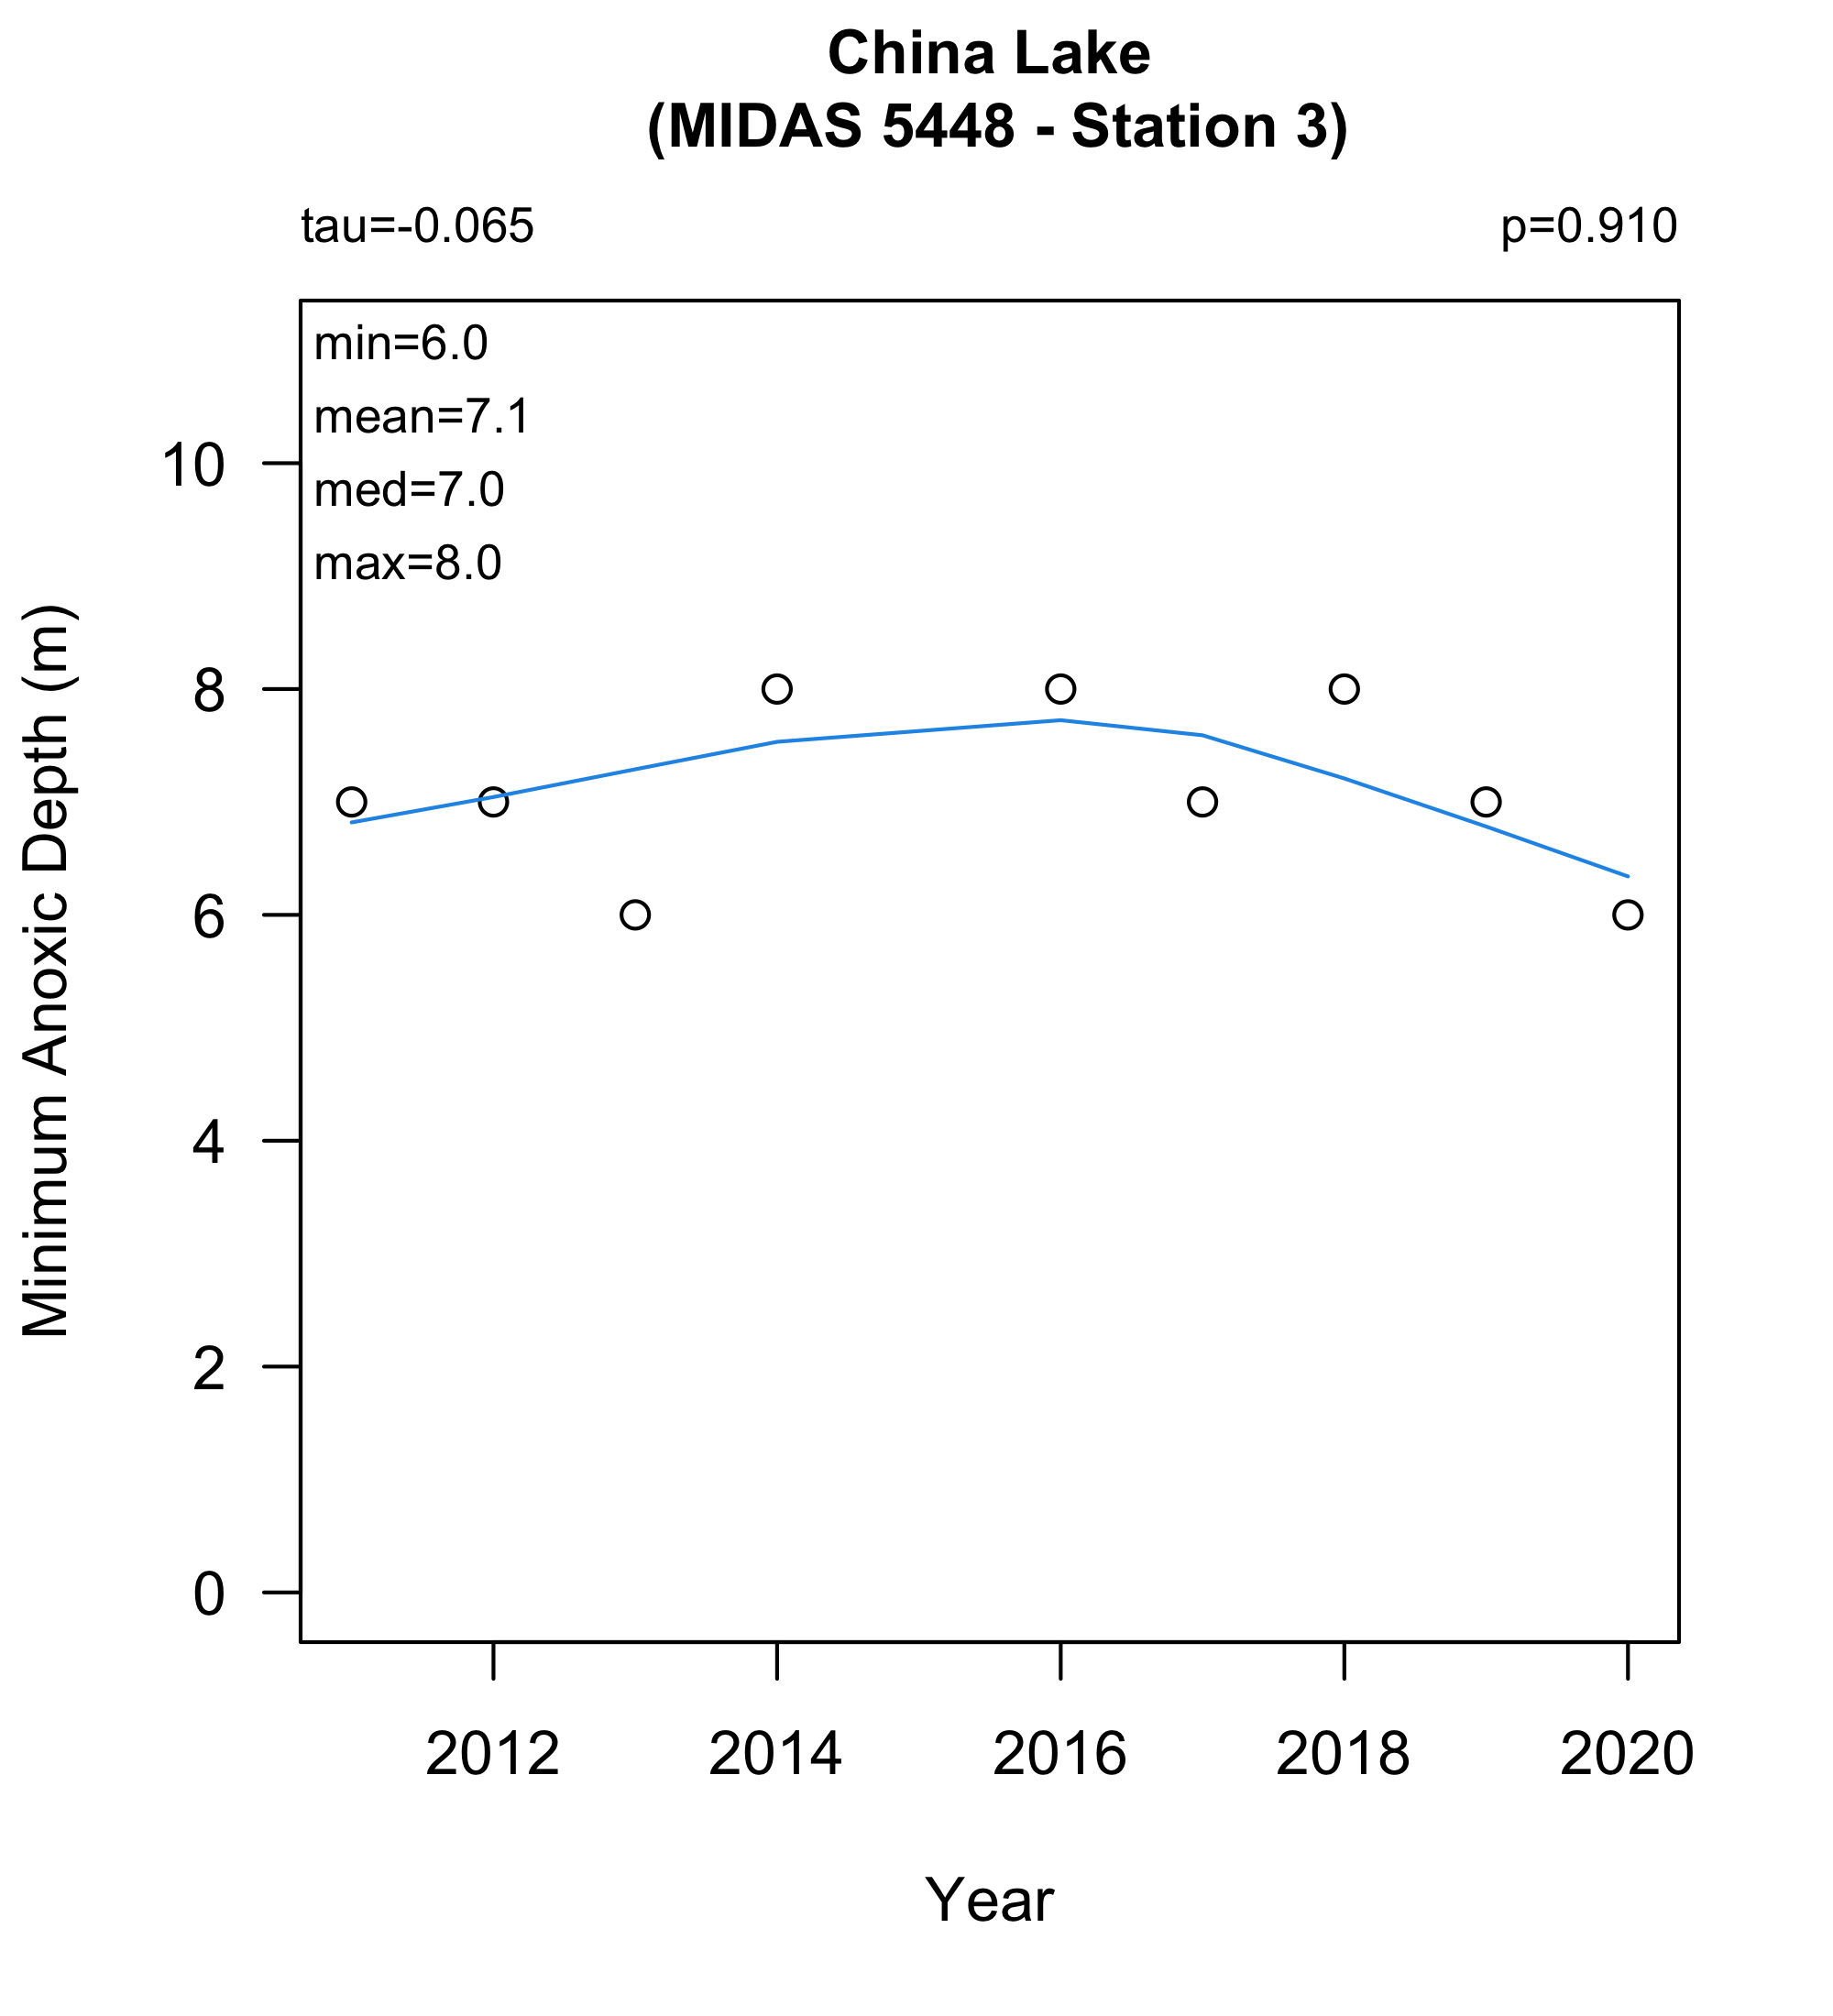 China Lake
(MIDAS 5448 - Station 3)
tau=-0.065
p=0.910
min=6.0
mean=7.1
med=7.0
max=8.0
Minimum Anoxic Depth (m)
10
8
6
4
2
0
2012 2014 2016 2018 2020
Year